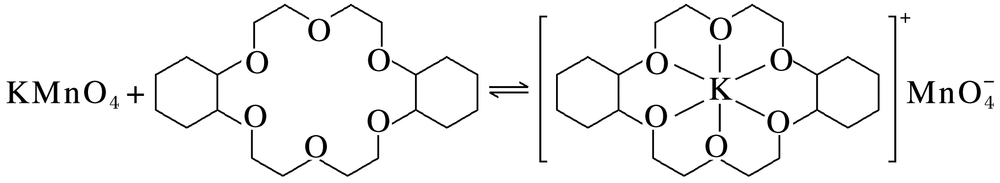 KMnO₄ + O O O O O O ⇌ [ O O O K O O O ]⁺ MnO₄⁻